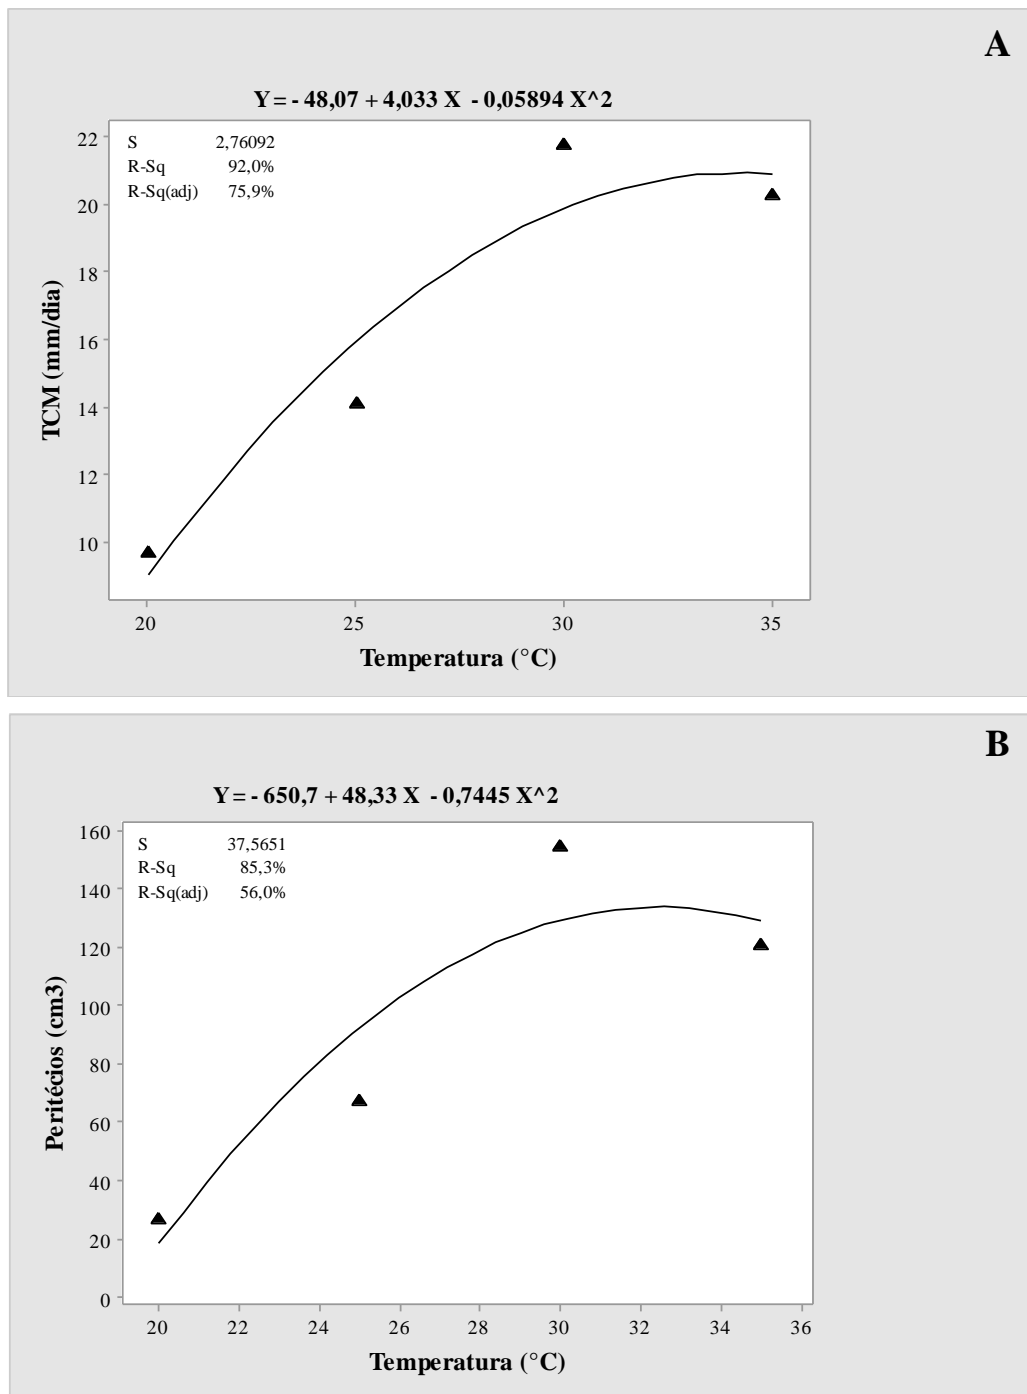 A
Y = - 48,07 + 4,033 X - 0,05894 X^2
S 2,76092
R-Sq 92,0%
R-Sq(adj) 75,9%
22
20
18
16
14
12
10
TCM (mm/dia)
20 25 30 35
Temperatura (°C)
B
Y = - 650,7 + 48,33 X - 0,7445 X^2
S 37,5651
R-Sq 85,3%
R-Sq(adj) 56,0%
160
140
120
100
80
60
40
20
0
Peritécios (cm3)
20 22 24 26 28 30 32 34 36
Temperatura (°C)